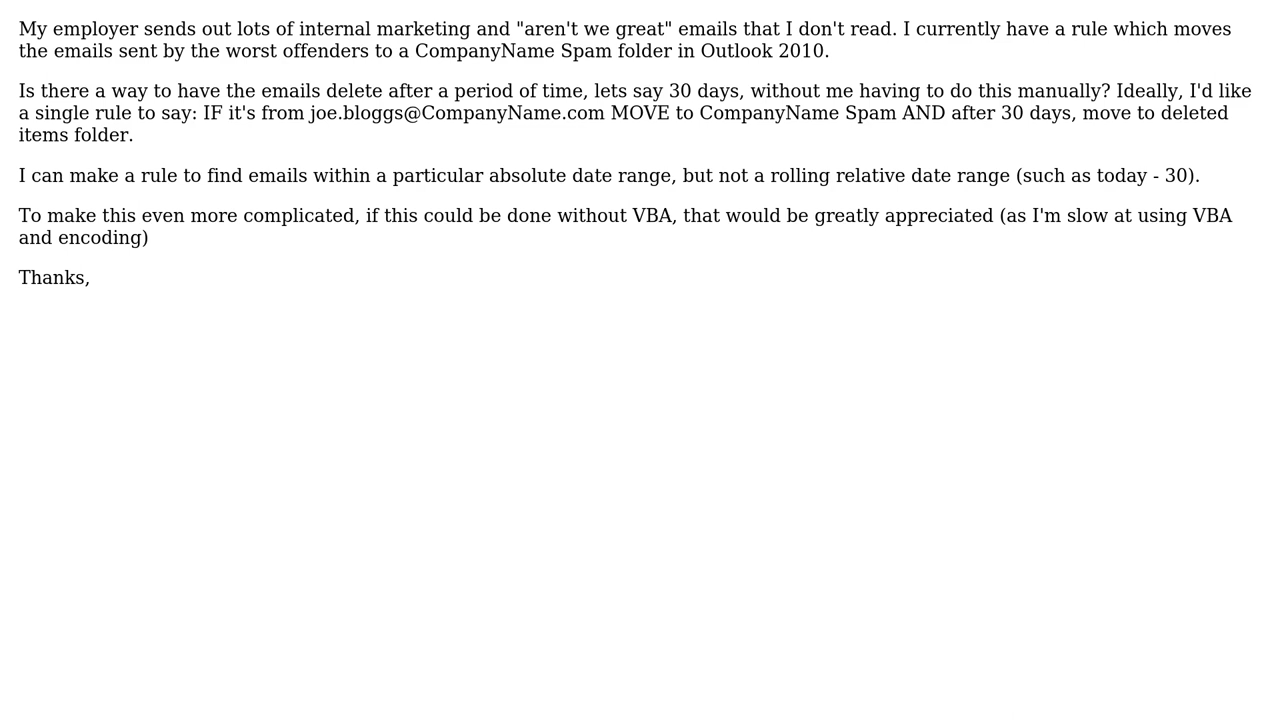 My employer sends out lots of internal marketing and "aren't we great" emails that I don't read. I currently have a rule which moves
the emails sent by the worst offenders to a CompanyName Spam folder in Outlook 2010.
Is there a way to have the emails delete after a period of time, lets say 30 days, without me having to do this manually? Ideally, I'd like
a single rule to say: IF it's from joe.bloggs@CompanyName.com MOVE to CompanyName Spam AND after 30 days, move to deleted
items folder.
I can make a rule to find emails within a particular absolute date range, but not a rolling relative date range (such as today - 30).
To make this even more complicated, if this could be done without VBA, that would be greatly appreciated (as I'm slow at using VBA
and encoding)
Thanks,